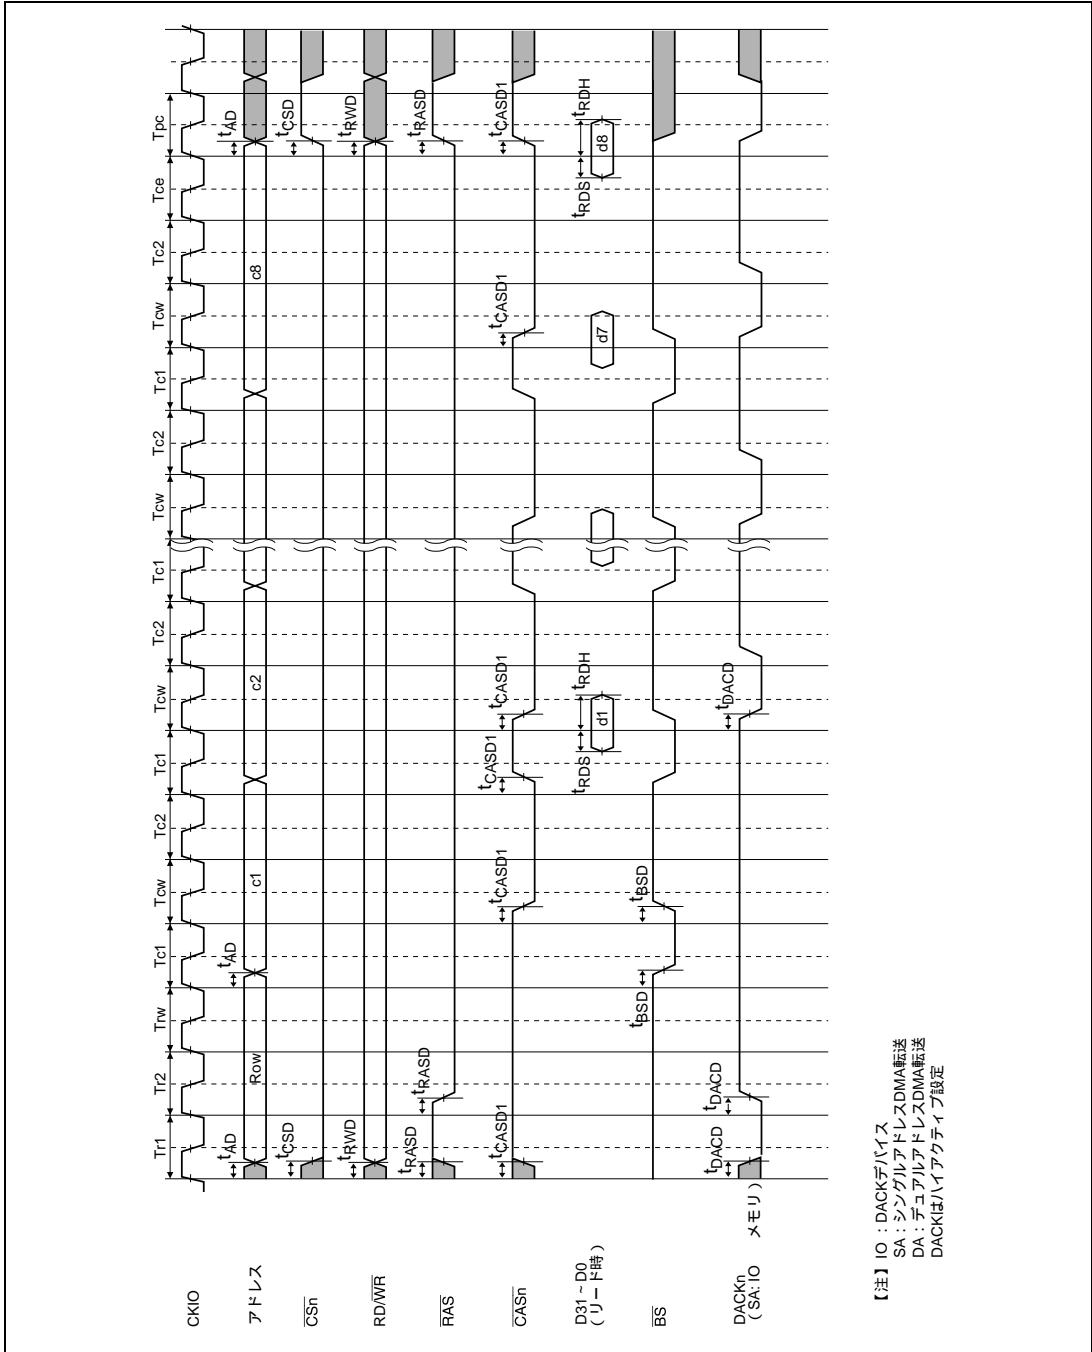 Tr1 Tr2 Trw Tc1 Tcw Tc2 Tc1 Tcw Tc2 Tc1 Tcw Tc2 Tc1 Tcw Tc2 Tce Tpc
CKIO
tAD tAD tAD
アドレス Row c1 c2 c8
tCSD tCSD
CSn
tRWD tRWD
RD/WR
tRASD tRASD tRASD
RAS
tCASD1 tCASD1 tCASD1 tCASD1 tCASD1 tCASD1
CASn
tRDS tRDH tRDS tRDH
D31~D0
(リード時)
d1 d7 d8
tBSD tBSD
BS
tDACD tDACD tDACD
DACKn
(SA: IO メモリ)
【注】 IO : DACKデバイス
SA : シングルアドレスDMA転送
DA : デュアルアドレスDMA転送
DACKはハイアクティブ設定